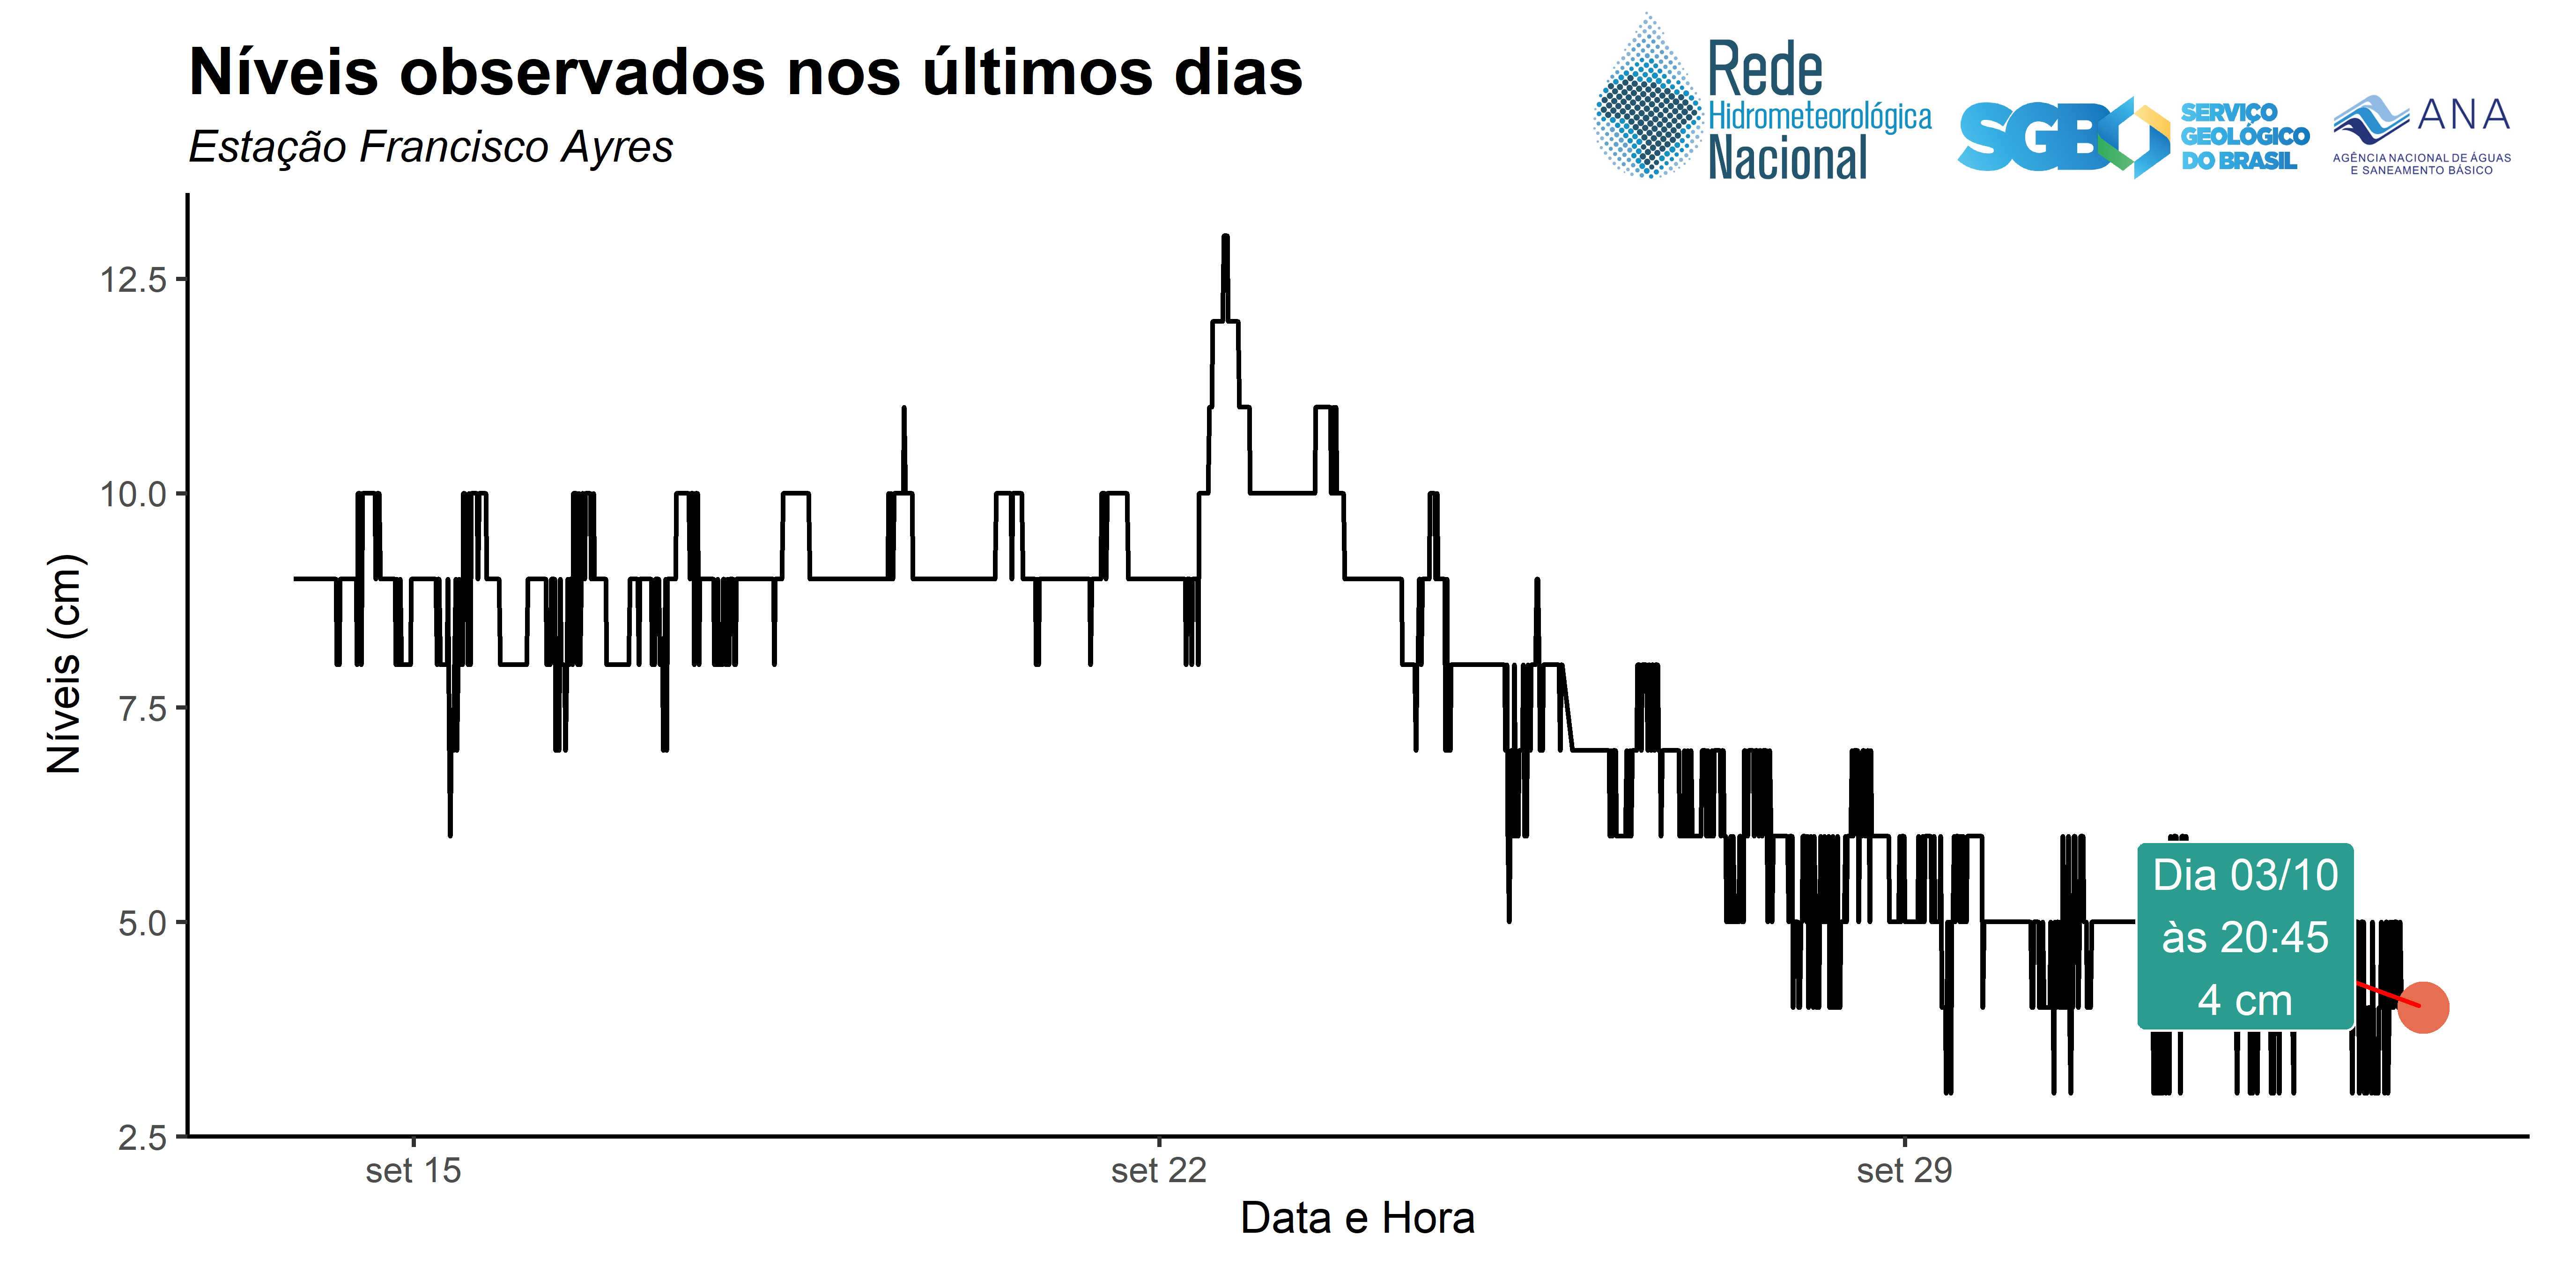 Níveis observados nos últimos dias
Estação Francisco Ayres
Rede
Hidrometeorológica
Nacional
SGB
SERVIÇO
GEOLÓGICO
DO BRASIL
ANA
AGÊNCIA NACIONAL DE ÁGUAS
E SANEAMENTO BÁSICO
Níveis (cm)
12.5
10.0
7.5
5.0
2.5
Dia 03/10
às 20:45
4 cm
set 15
set 22
set 29
Data e Hora